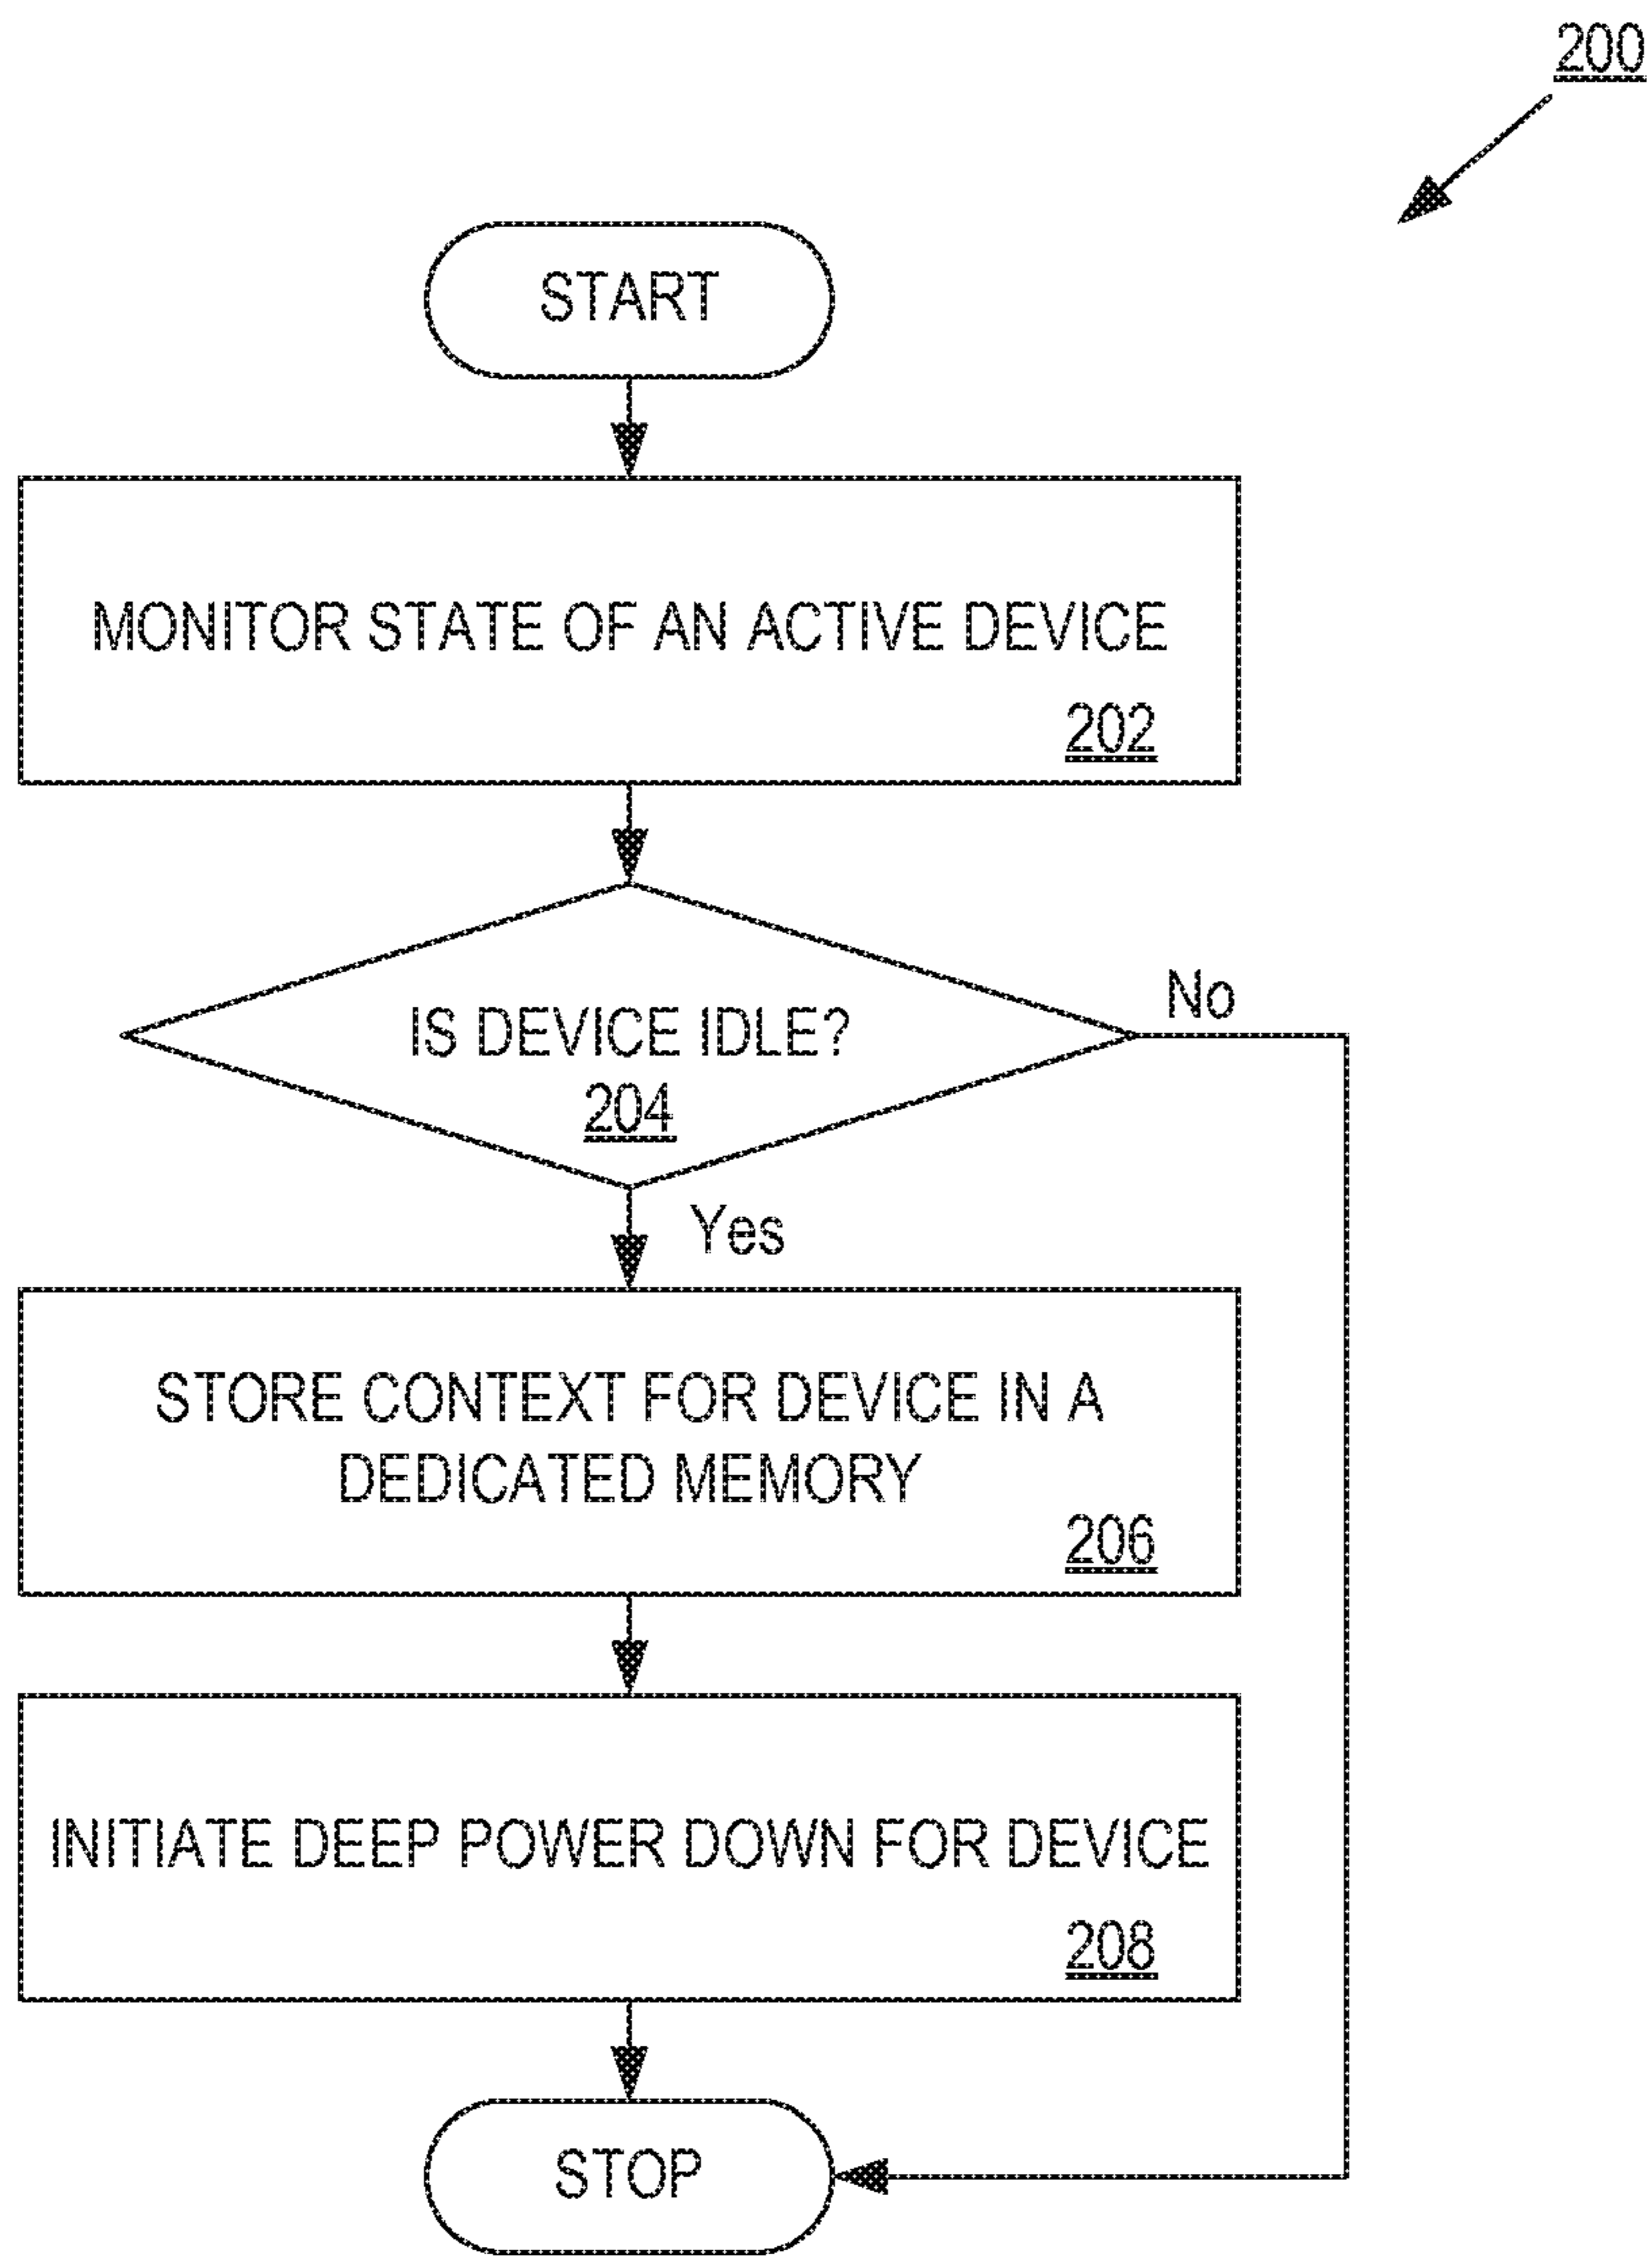 200
START
MONITOR STATE OF AN ACTIVE DEVICE
202
IS DEVICE IDLE?
204
No
Yes
STORE CONTEXT FOR DEVICE IN A
DEDICATED MEMORY
206
INITIATE DEEP POWER DOWN FOR DEVICE
208
STOP